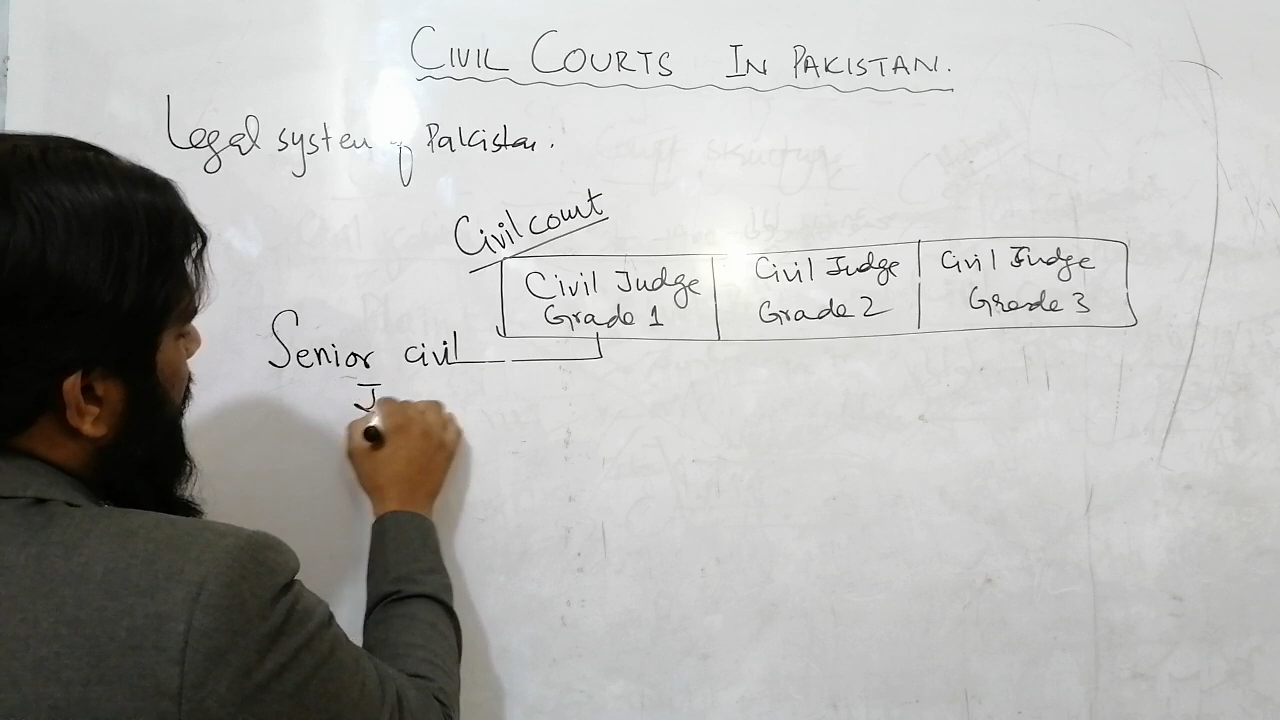 CIVIL COURTS IN PAKISTAN.
Legal system of Pakistan.
Civil court
Civil Judge
Grade 1
Civil Judge
Grade 2
Civil Judge
Grade 3
Senior civil
J